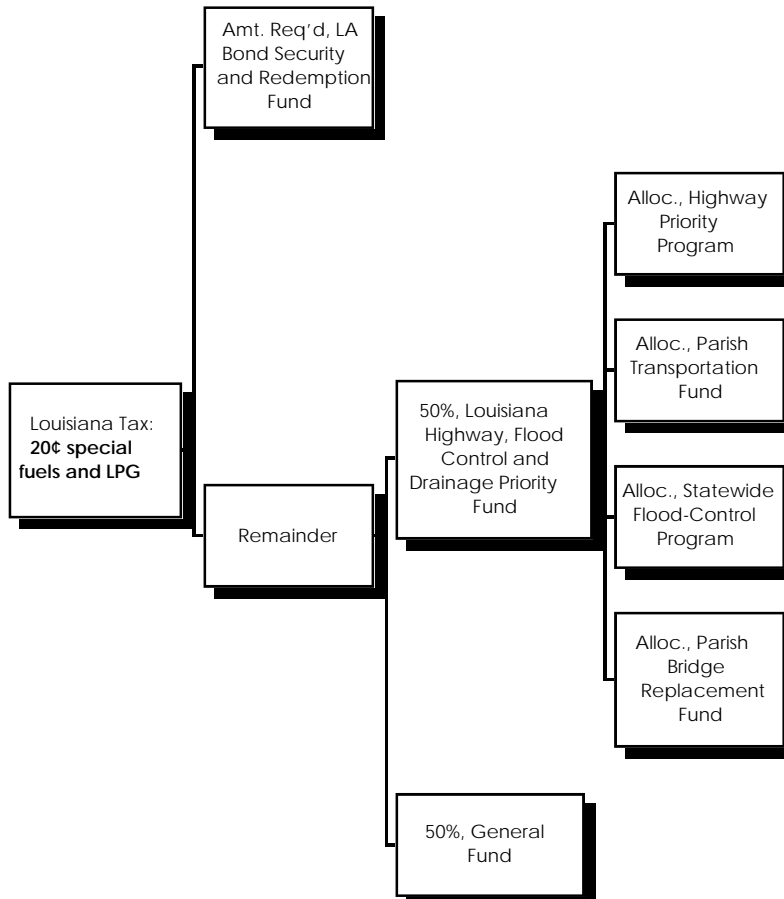 Amt. Req'd, LA
Bond Security
and Redemption
Fund
Alloc., Highway
Priority
Program
Alloc., Parish
Transportation
Fund
Louisiana Tax:
20¢ special
fuels and LPG
50%, Louisiana
Highway, Flood
Control and
Drainage Priority
Fund
Alloc., Statewide
Flood-Control
Program
Remainder
Alloc., Parish
Bridge
Replacement
Fund
50%, General
Fund